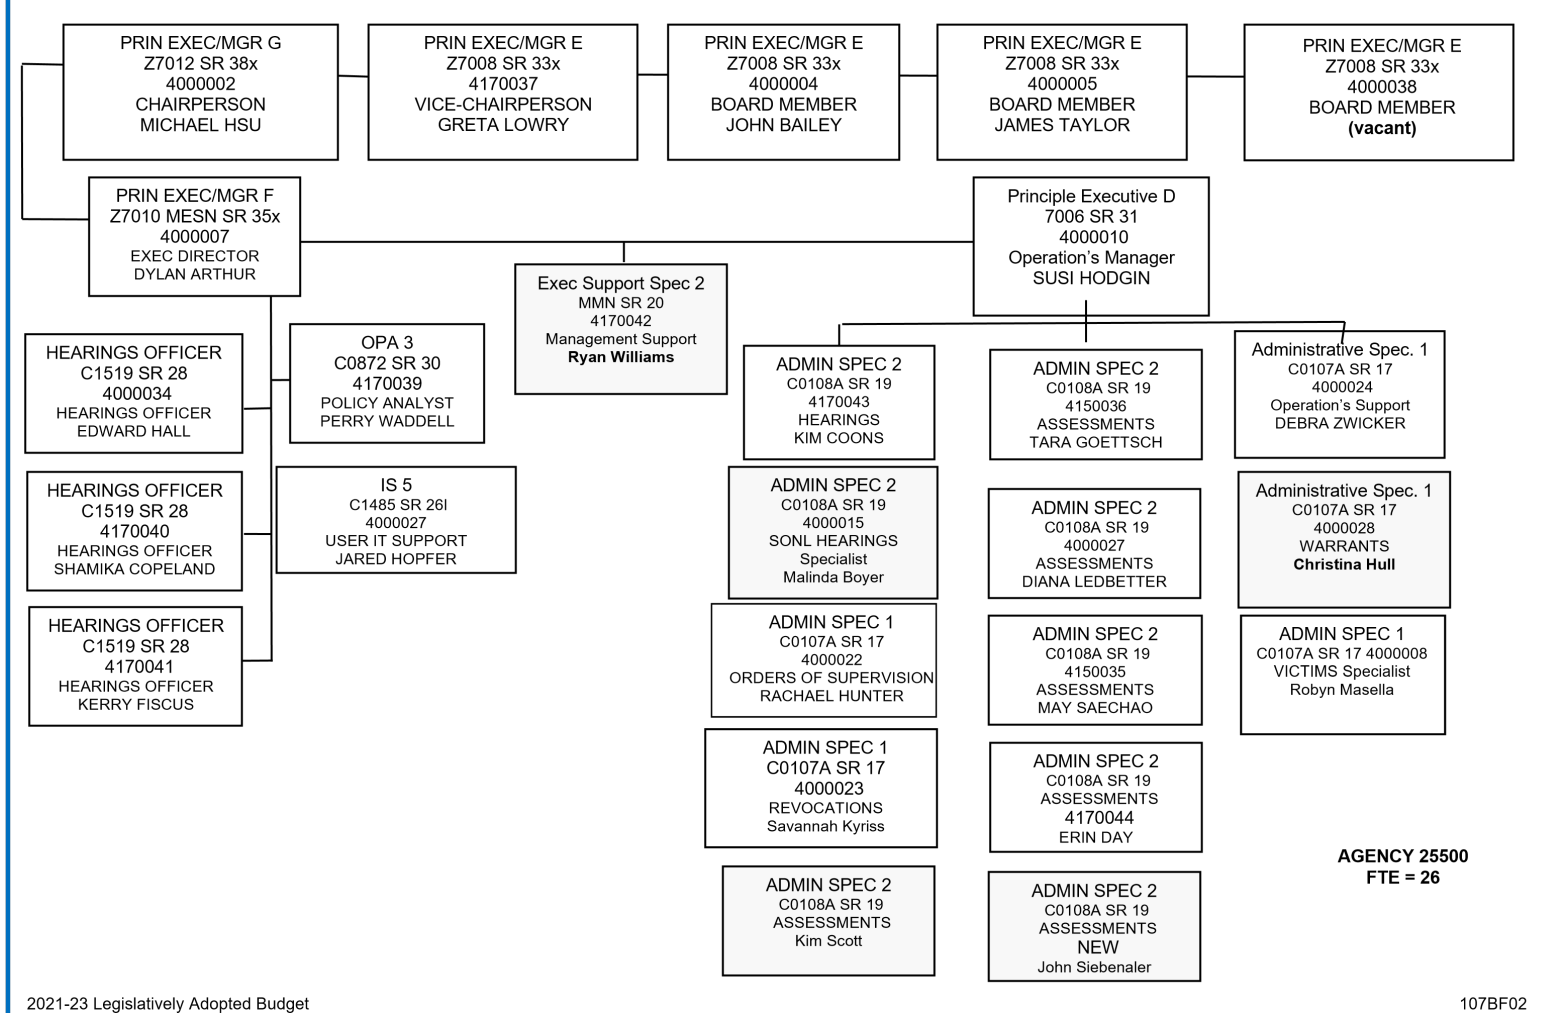 PRIN EXEC/MGR G
Z7012 SR 38x
4000002
CHAIRPERSON
MICHAEL HSU
PRIN EXEC/MGR E
Z7008 SR 33x
4170037
VICE-CHAIRPERSON
GRETA LOWRY
PRIN EXEC/MGR E
Z7008 SR 33x
4000004
BOARD MEMBER
JOHN BAILEY
PRIN EXEC/MGR E
Z7008 SR 33x
4000005
BOARD MEMBER
JAMES TAYLOR
PRIN EXEC/MGR E
Z7008 SR 33x
4000038
BOARD MEMBER
(vacant)
PRIN EXEC/MGR F
Z7010 MESN SR 35x
4000007
EXEC DIRECTOR
DYLAN ARTHUR
Principle Executive D
7006 SR 31
4000010
Operation’s Manager
SUSI HODGIN
Exec Support Spec 2
MMN SR 20
4170042
Management Support
Ryan Williams
HEARINGS OFFICER
C1519 SR 28
4000034
HEARINGS OFFICER
EDWARD HALL
OPA 3
C0872 SR 30
4170039
POLICY ANALYST
PERRY WADDELL
HEARINGS OFFICER
C1519 SR 28
4170040
HEARINGS OFFICER
SHAMIKA COPELAND
IS 5
C1485 SR 26I
4000027
USER IT SUPPORT
JARED HOPFER
HEARINGS OFFICER
C1519 SR 28
4170041
HEARINGS OFFICER
KERRY FISCUS
ADMIN SPEC 2
C0108A SR 19
4170043
HEARINGS
KIM COONS
ADMIN SPEC 2
C0108A SR 19
4000015
SONL HEARINGS
Specialist
Malinda Boyer
ADMIN SPEC 1
C0107A SR 17
4000022
ORDERS OF SUPERVISION
RACHAEL HUNTER
ADMIN SPEC 1
C0107A SR 17
4000023
REVOCATIONS
Savannah Kyriss
ADMIN SPEC 2
C0108A SR 19
ASSESSMENTS
Kim Scott
ADMIN SPEC 2
C0108A SR 19
4150036
ASSESSMENTS
TARA GOETTSCH
ADMIN SPEC 2
C0108A SR 19
4000027
ASSESSMENTS
DIANA LEDBETTER
ADMIN SPEC 2
C0108A SR 19
4150035
ASSESSMENTS
MAY SAECHAO
ADMIN SPEC 2
C0108A SR 19
ASSESSMENTS
4170044
ERIN DAY
ADMIN SPEC 2
C0108A SR 19
ASSESSMENTS
NEW
John Siebenaler
Administrative Spec. 1
C0107A SR 17
4000024
Operation’s Support
DEBRA ZWICKER
Administrative Spec. 1
C0107A SR 17
4000028
WARRANTS
Christina Hull
ADMIN SPEC 1
C0107A SR 17 4000008
VICTIMS Specialist
Robyn Masella
AGENCY 25500
FTE = 26
2021-23 Legislatively Adopted Budget
107BF02